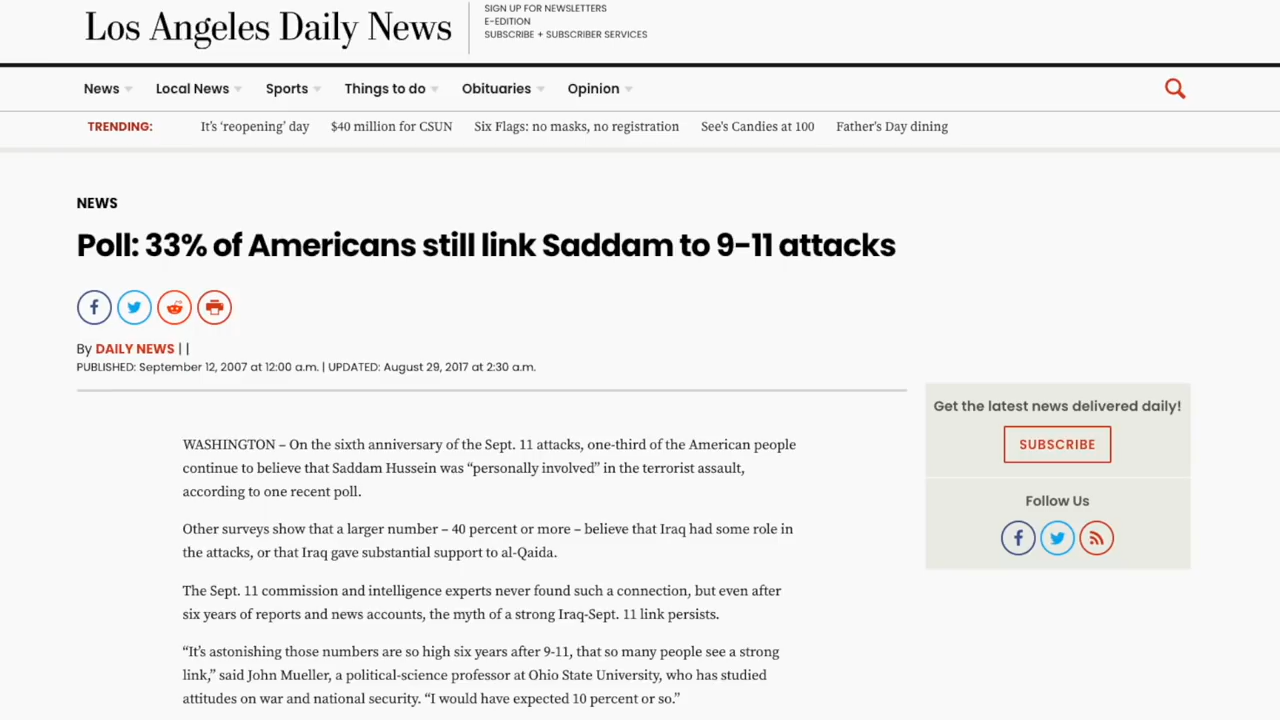 Los Angeles Daily News
SIGN UP FOR NEWSLETTERS
E-EDITION
SUBSCRIBE + SUBSCRIBER SERVICES
News Local News Sports Things to do Obituaries Opinion
TRENDING: It's ‘reopening’ day $40 million for CSUN Six Flags: no masks, no registration See's Candies at 100 Father's Day dining
NEWS
Poll: 33% of Americans still link Saddam to 9-11 attacks
By DAILY NEWS | |
PUBLISHED: September 12, 2007 at 12:00 a.m. | UPDATED: August 29, 2017 at 2:30 a.m.
WASHINGTON – On the sixth anniversary of the Sept. 11 attacks, one-third of the American people
continue to believe that Saddam Hussein was “personally involved” in the terrorist assault,
according to one recent poll.
Other surveys show that a larger number – 40 percent or more – believe that Iraq had some role in
the attacks, or that Iraq gave substantial support to al-Qaida.
The Sept. 11 commission and intelligence experts never found such a connection, but even after
six years of reports and news accounts, the myth of a strong Iraq-Sept. 11 link persists.
“It's astonishing those numbers are so high six years after 9-11, that so many people see a strong
link,” said John Mueller, a political-science professor at Ohio State University, who has studied
attitudes on war and national security. “I would have expected 10 percent or so.”
Get the latest news delivered daily!
SUBSCRIBE
Follow Us